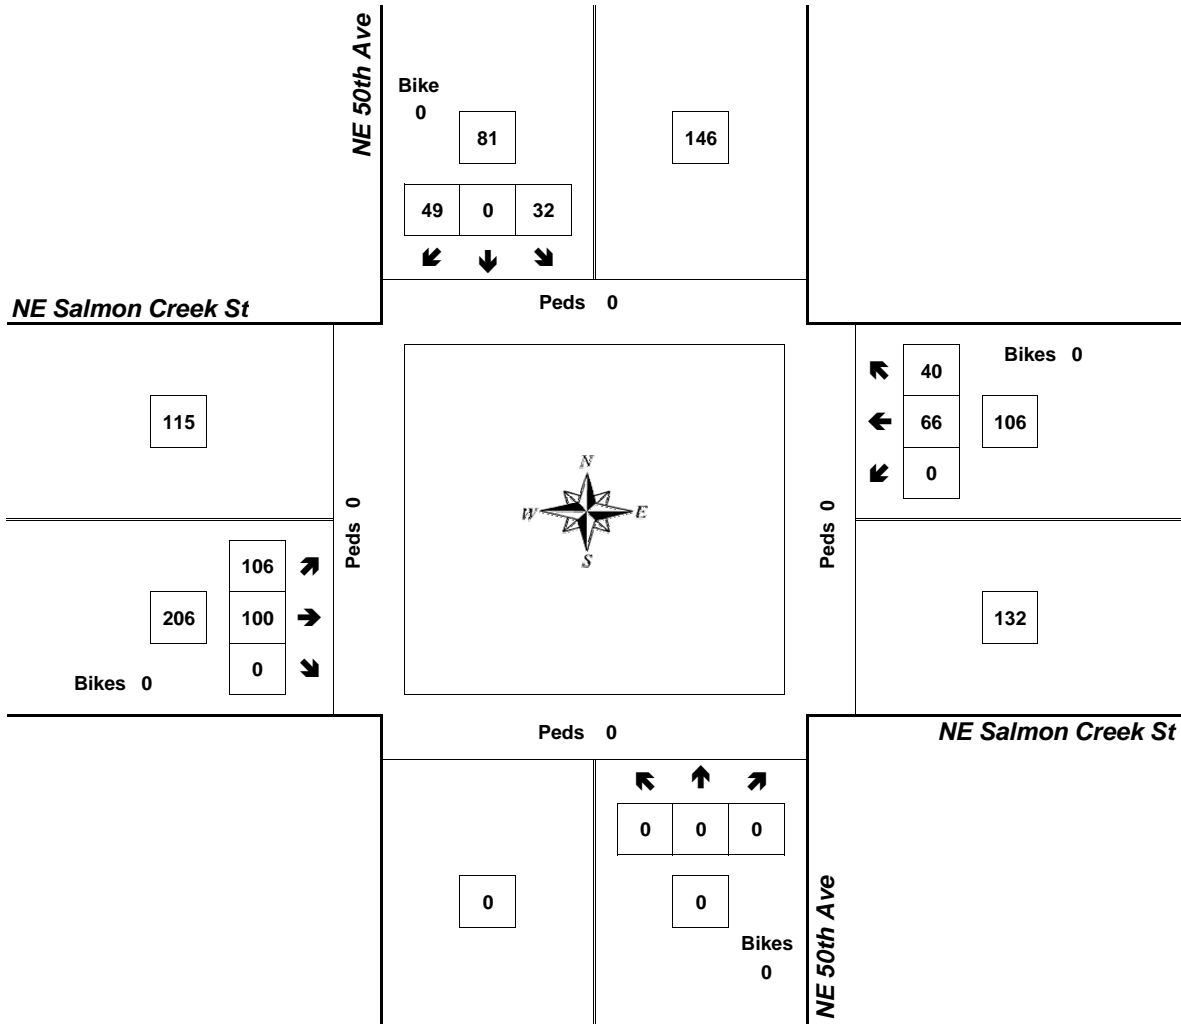 NE 50th Ave
Bike
0
81
146
49 0 32
Peds 0
NE Salmon Creek St
40
Bikes 0
115
66
106
0
N
W E
S
Peds 0
Peds 0
106
206
100
132
0
Bikes 0
Peds 0
NE Salmon Creek St
0 0 0
0
0
Bikes
0
NE 50th Ave